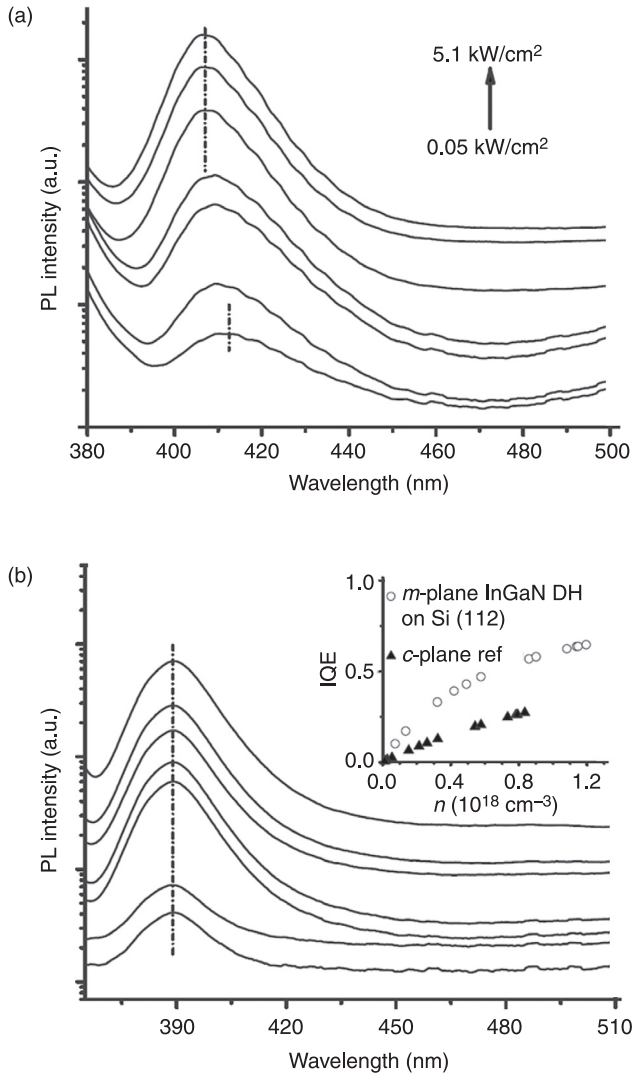 (a)
5.1 kW/cm²
0.05 kW/cm²
PL intensity (a.u.)
380 400 420 440 460 480 500
Wavelength (nm)
(b)
1.0
m-plane InGaN DH
on Si (112)
IQE
0.5
c-plane ref
0.0
0.0 0.4 0.8 1.2
n (10¹⁸ cm⁻³)
PL intensity (a.u.)
390 420 450 480 510
Wavelength (nm)